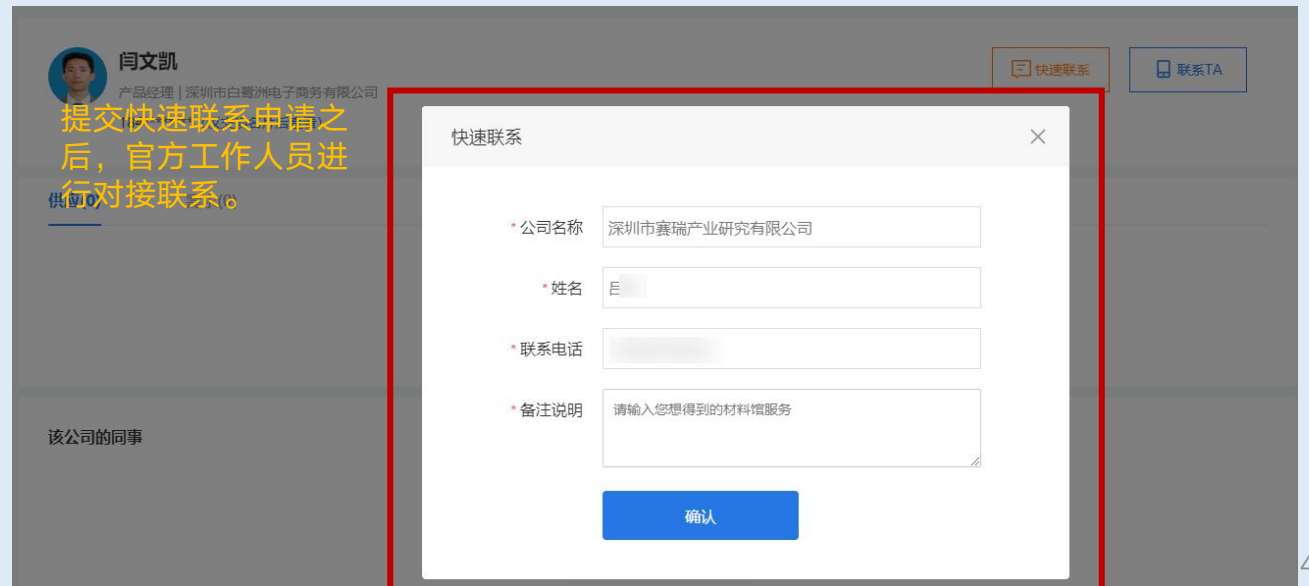 闫文凯
快速联系
联系TA
产品经理 | 深圳市白鹭洲电子商务有限公司
提交快速联系申请之
后，官方工作人员进
行对接联系。
供应(0)
快速联系
*公司名称
深圳市赛瑞产业研究有限公司
*姓名
*联系电话
*备注说明
请输入您想得到的材料馆服务
确认
该公司的同事